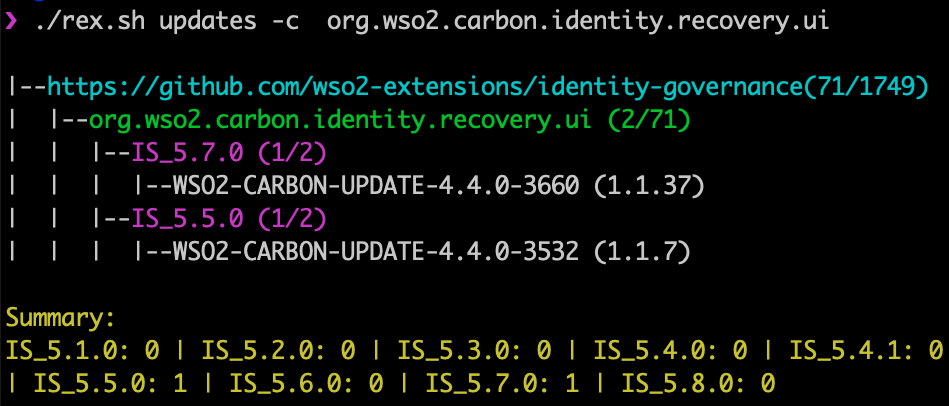 ❯ ./rex.sh updates -c  org.wso2.carbon.identity.recovery.ui
|--https://github.com/wso2-extensions/identity-governance(71/1749)
|  |--org.wso2.carbon.identity.recovery.ui (2/71)
|  |  |--IS_5.7.0 (1/2)
|  |  |  |--WSO2-CARBON-UPDATE-4.4.0-3660 (1.1.37)
|  |  |--IS_5.5.0 (1/2)
|  |  |  |--WSO2-CARBON-UPDATE-4.4.0-3532 (1.1.7)
Summary:
IS_5.1.0: 0 | IS_5.2.0: 0 | IS_5.3.0: 0 | IS_5.4.0: 0 | IS_5.4.1: 0
| IS_5.5.0: 1 | IS_5.6.0: 0 | IS_5.7.0: 1 | IS_5.8.0: 0